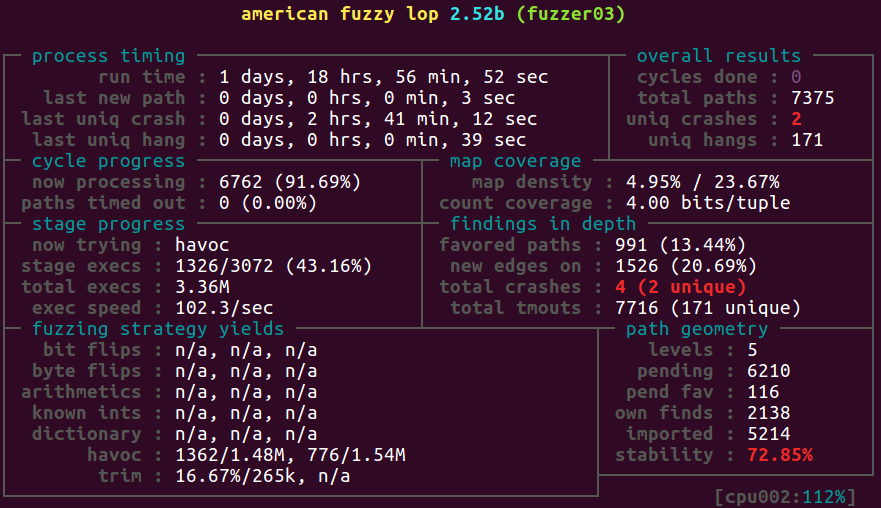 american fuzzy lop 2.52b (fuzzer03)
process timing overall results
run time : 1 days, 18 hrs, 56 min, 52 sec cycles done : 0
last new path : 0 days, 0 hrs, 0 min, 3 sec total paths : 7375
last uniq crash : 0 days, 2 hrs, 41 min, 12 sec uniq crashes : 2
last uniq hang : 0 days, 0 hrs, 0 min, 39 sec uniq hangs : 171
cycle progress map coverage
now processing : 6762 (91.69%) map density : 4.95% / 23.67%
paths timed out : 0 (0.00%) count coverage : 4.00 bits/tuple
stage progress findings in depth
now trying : havoc favored paths : 991 (13.44%)
stage execs : 1326/3072 (43.16%) new edges on : 1526 (20.69%)
total execs : 3.36M total crashes : 4 (2 unique)
exec speed : 102.3/sec total tmouts : 7716 (171 unique)
fuzzing strategy yields path geometry
bit flips : n/a, n/a, n/a levels : 5
byte flips : n/a, n/a, n/a pending : 6210
arithmetics : n/a, n/a, n/a pend fav : 116
known ints : n/a, n/a, n/a own finds : 2138
dictionary : n/a, n/a, n/a imported : 5214
havoc : 1362/1.48M, 776/1.54M stability : 72.85%
trim : 16.67%/265k, n/a
[cpu002:112%]